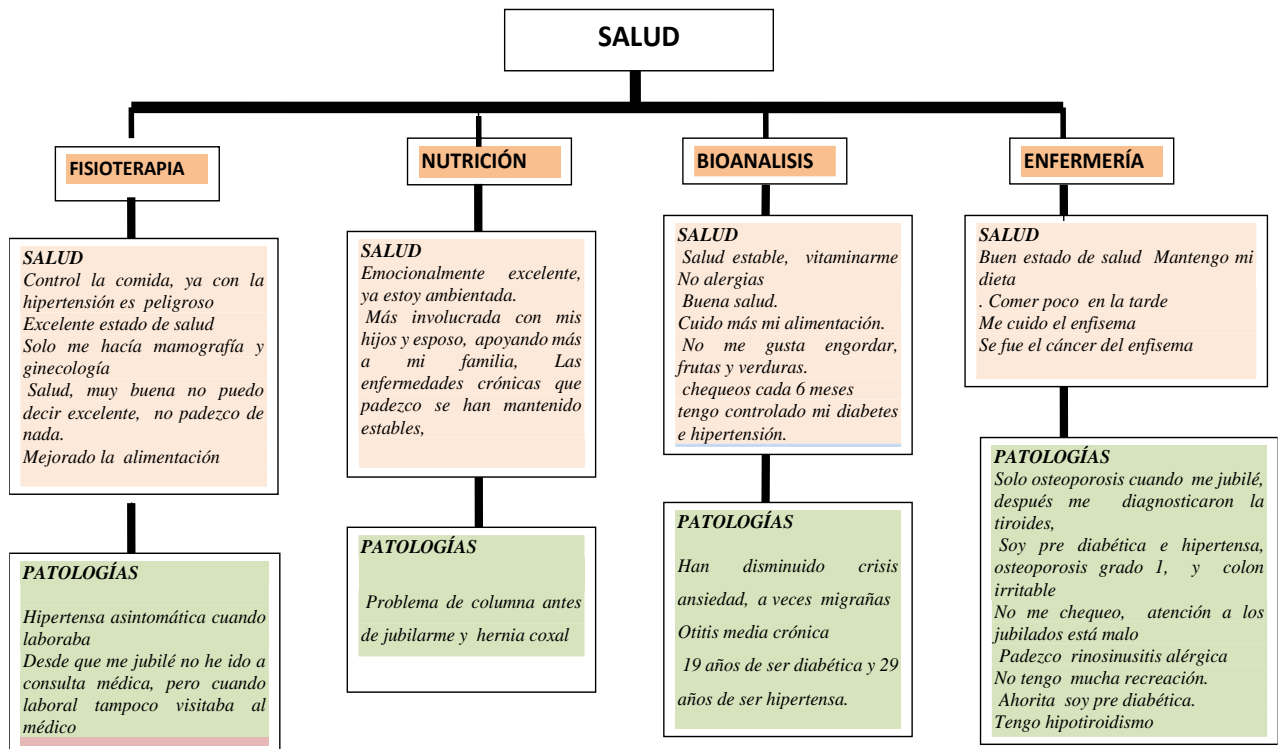 SALUD
FISIOTERAPIA
SALUD
Control la comida, ya con la
hipertensión es peligroso
Excelente estado de salud
Solo me hacía mamografía y
ginecología
Salud, muy buena no puedo
decir excelente, no padezco de
nada.
Mejorado la alimentación
PATOLOGÍAS
Hipertensa asintomática cuando
laboraba
Desde que me jubilé no he ido a
consulta médica, pero cuando
laboral tampoco visitaba al
médico
NUTRICIÓN
SALUD
Emocionalmente excelente,
ya estoy ambientada.
Más involucrada con mis
hijos y esposo, apoyando más
a mi familia, Las
enfermedades crónicas que
padezco se han mantenido
estables,
PATOLOGÍAS
Problema de columna antes
de jubilarme y hernia coxal
BIOANALISIS
SALUD
Salud estable, vitaminarme
No alergias
Buena salud.
Cuido más mi alimentación.
No me gusta engordar,
frutas y verduras.
chequeos cada 6 meses
tengo controlado mi diabetes
e hipertensión.
PATOLOGÍAS
Han disminuido crisis
ansiedad, a veces migrañas
Otitis media crónica
19 años de ser diabética y 29
años de ser hipertensa.
ENFERMERÍA
SALUD
Buen estado de salud Mantengo mi
dieta
. Comer poco en la tarde
Me cuido el enfisema
Se fue el cáncer del enfisema
PATOLOGÍAS
Solo osteoporosis cuando me jubilé,
después me diagnosticaron la
tiroides,
Soy pre diabética e hipertensa,
osteoporosis grado 1, y colon
irritable
No me chequeo, atención a los
jubilados está malo
Padezco rinosinusitis alérgica
No tengo mucha recreación.
Ahorita soy pre diabética.
Tengo hipotiroidismo